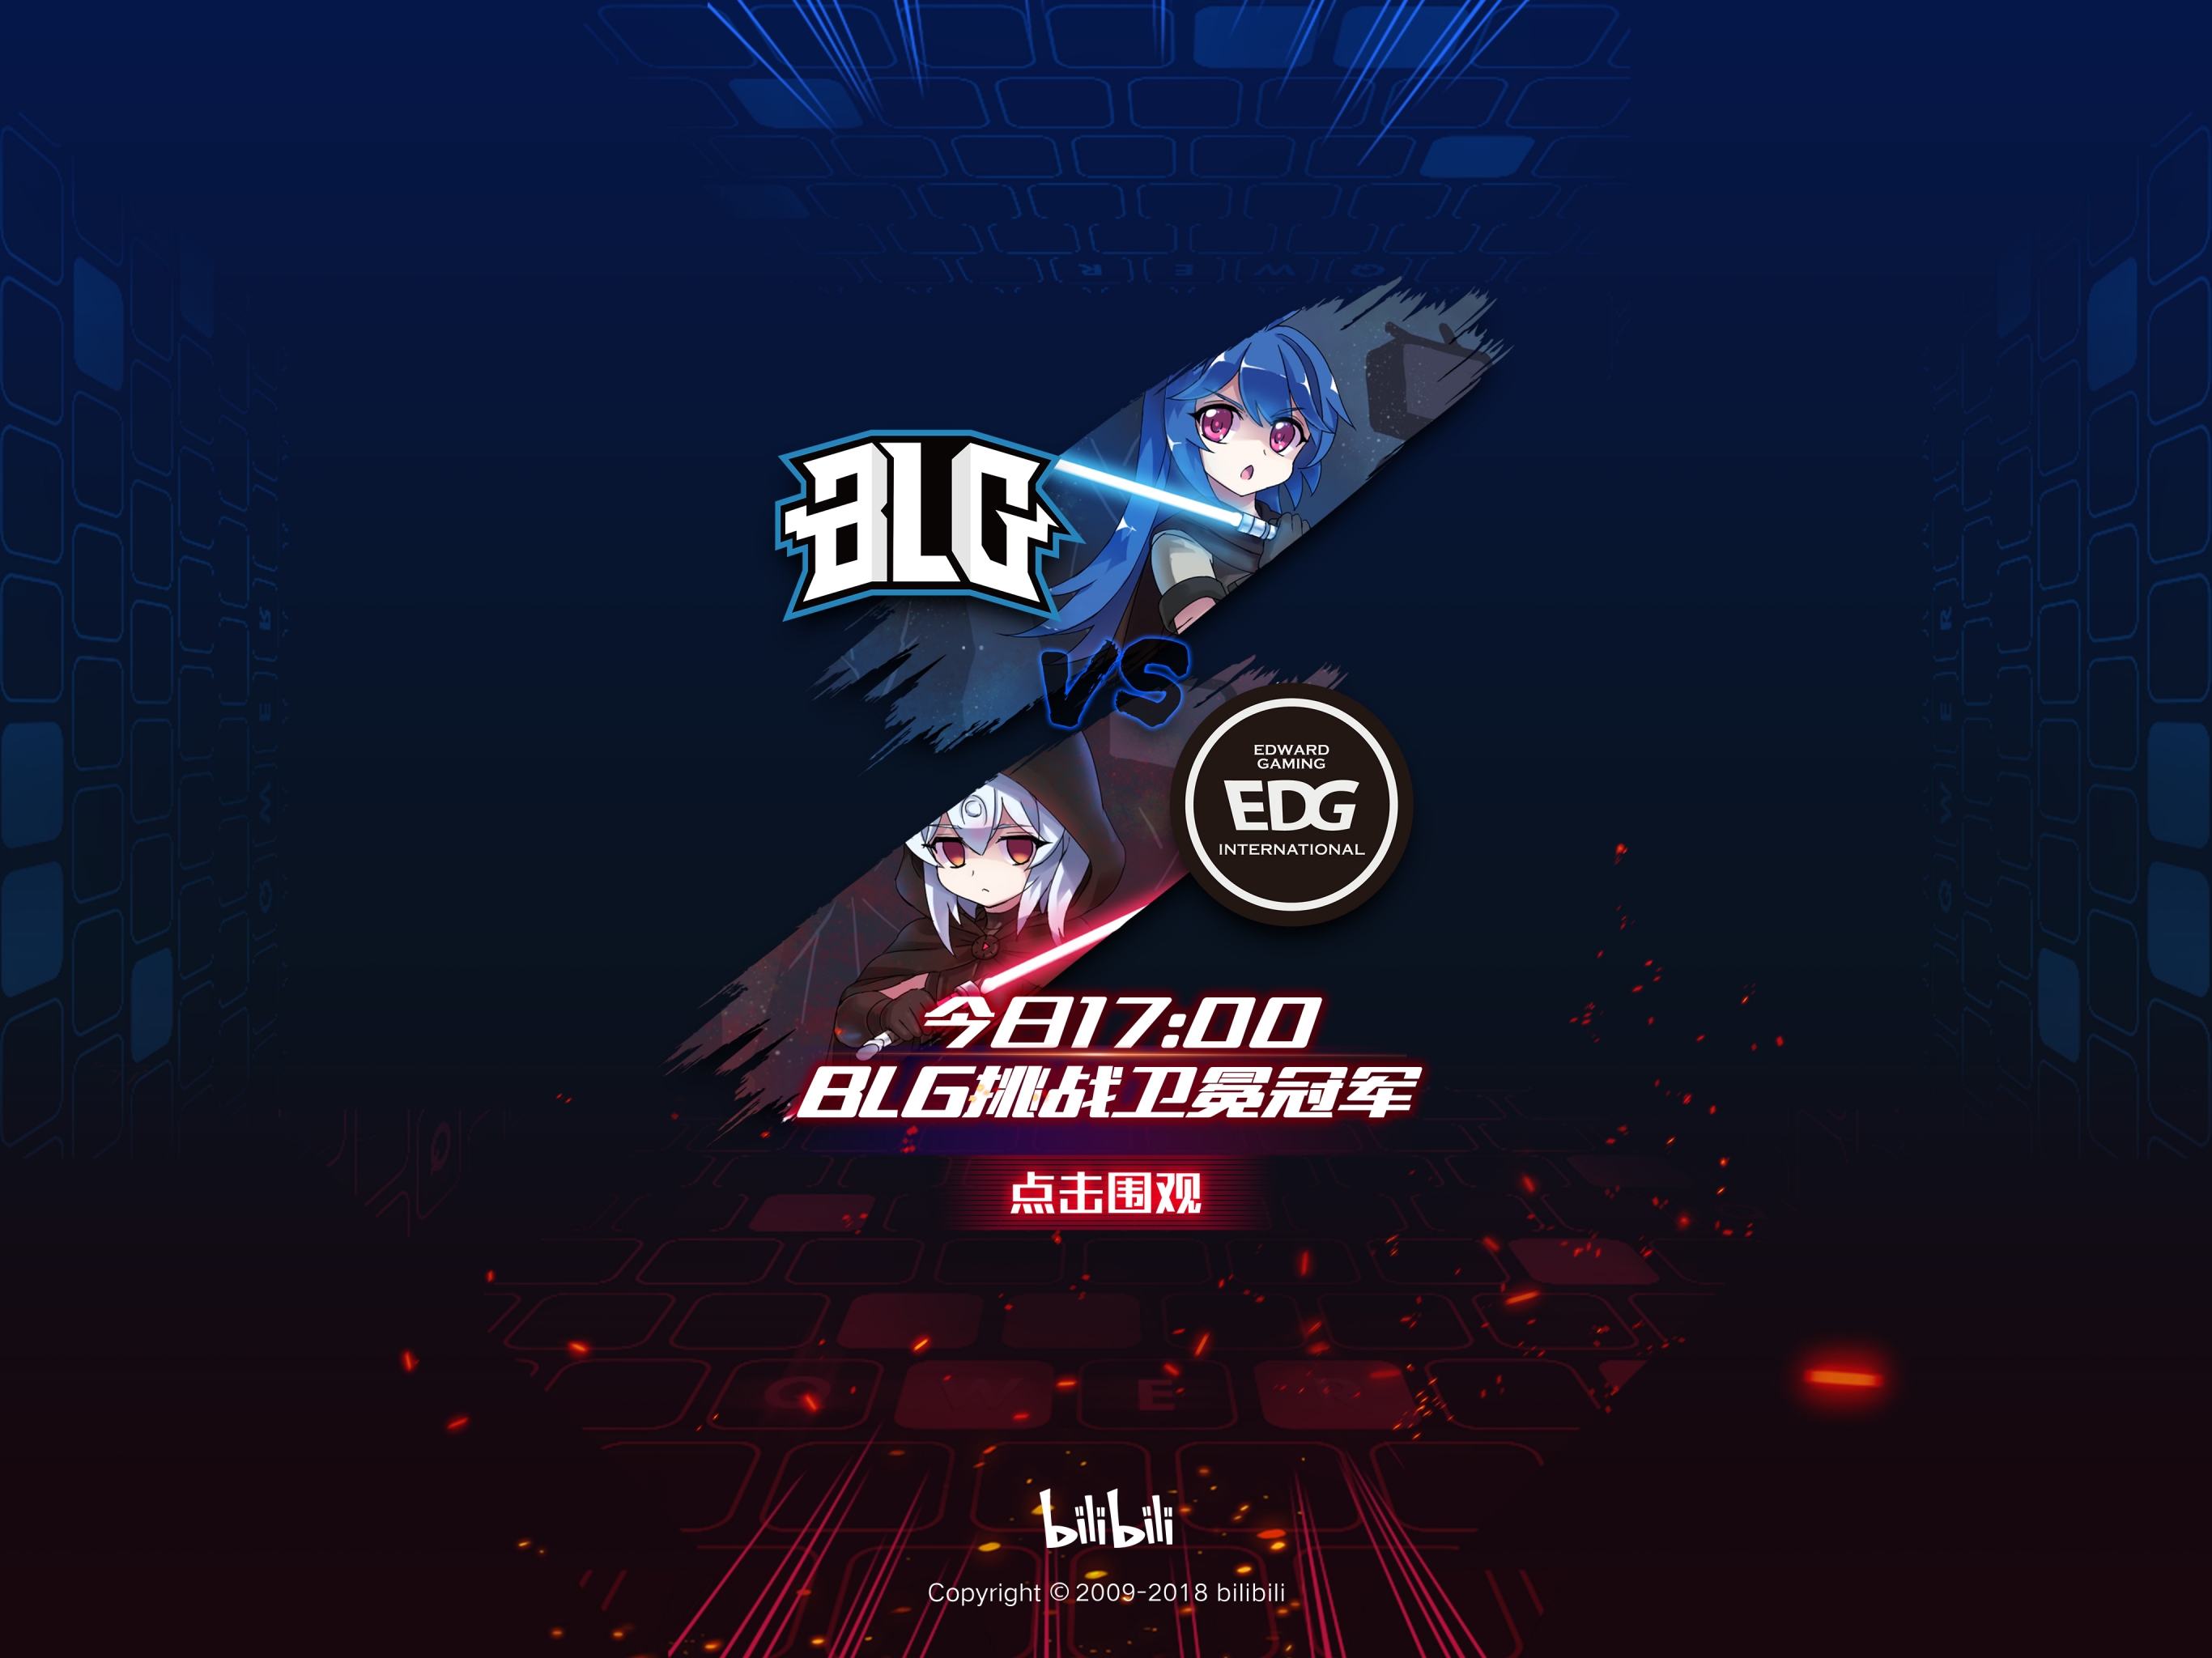 R E W Q
BLG
VS
EDWARD
GAMING
EDG
INTERNATIONAL
今日17:00
BLG挑战卫冕冠军
点击围观
Q W E R
bilibili
Copyright © 2009-2018 bilibili